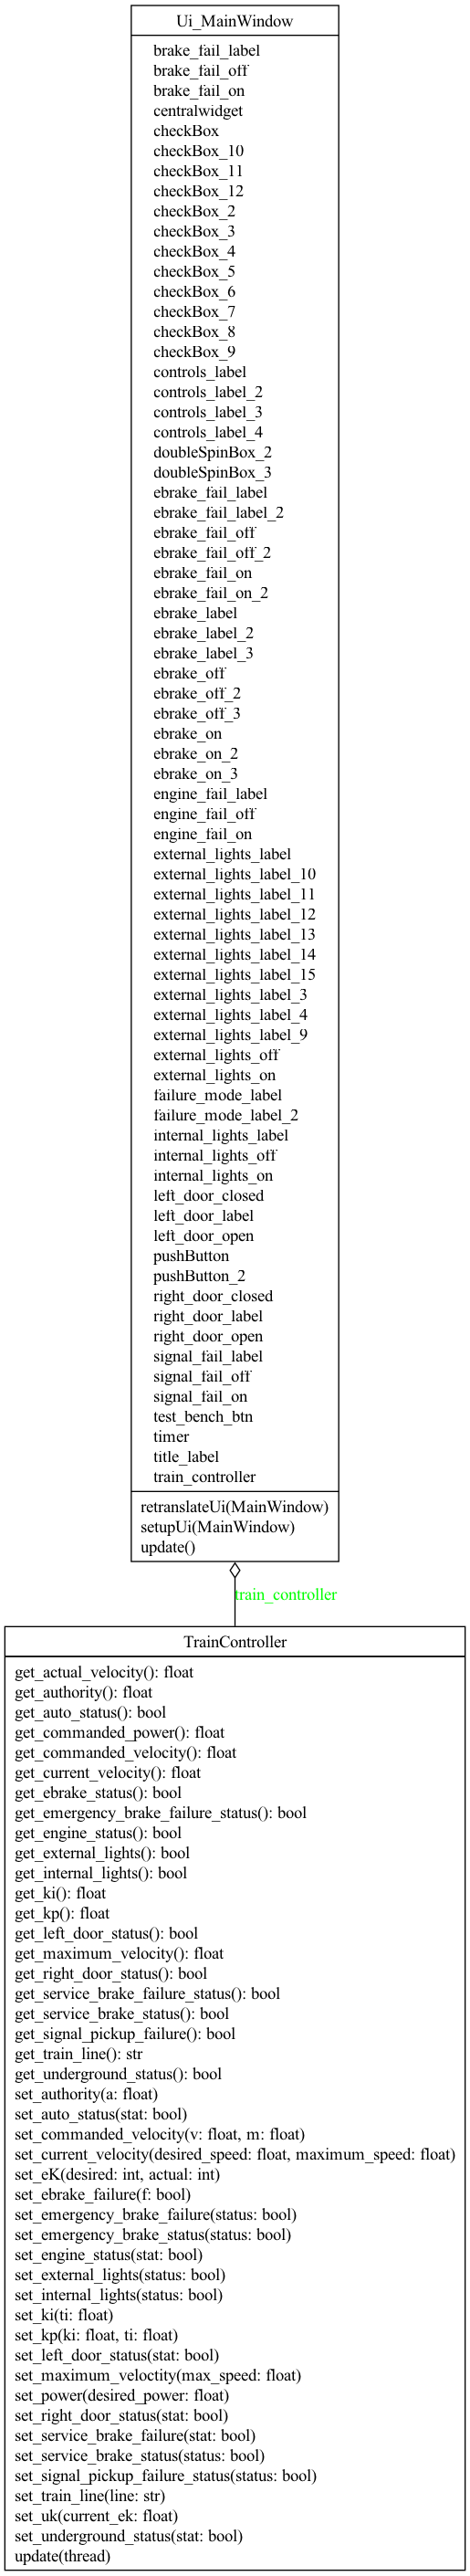 Ui_MainWindow
brake_fail_label
brake_fail_off
brake_fail_on
centralwidget
checkBox
checkBox_10
checkBox_11
checkBox_12
checkBox_2
checkBox_3
checkBox_4
checkBox_5
checkBox_6
checkBox_7
checkBox_8
checkBox_9
controls_label
controls_label_2
controls_label_3
controls_label_4
doubleSpinBox_2
doubleSpinBox_3
ebrake_fail_label
ebrake_fail_label_2
ebrake_fail_off
ebrake_fail_off_2
ebrake_fail_on
ebrake_fail_on_2
ebrake_label
ebrake_label_2
ebrake_label_3
ebrake_off
ebrake_off_2
ebrake_off_3
ebrake_on
ebrake_on_2
ebrake_on_3
engine_fail_label
engine_fail_off
engine_fail_on
external_lights_label
external_lights_label_10
external_lights_label_11
external_lights_label_12
external_lights_label_13
external_lights_label_14
external_lights_label_15
external_lights_label_3
external_lights_label_4
external_lights_label_9
external_lights_off
external_lights_on
failure_mode_label
failure_mode_label_2
internal_lights_label
internal_lights_off
internal_lights_on
left_door_closed
left_door_label
left_door_open
pushButton
pushButton_2
right_door_closed
right_door_label
right_door_open
signal_fail_label
signal_fail_off
signal_fail_on
test_bench_btn
timer
title_label
train_controller
retranslateUi(MainWindow)
setupUi(MainWindow)
update()
train_controller
TrainController
get_actual_velocity(): float
get_authority(): float
get_auto_status(): bool
get_commanded_power(): float
get_commanded_velocity(): float
get_current_velocity(): float
get_ebrake_status(): bool
get_emergency_brake_failure_status(): bool
get_engine_status(): bool
get_external_lights(): bool
get_internal_lights(): bool
get_ki(): float
get_kp(): float
get_left_door_status(): bool
get_maximum_velocity(): float
get_right_door_status(): bool
get_service_brake_failure_status(): bool
get_service_brake_status(): bool
get_signal_pickup_failure(): bool
get_train_line(): str
get_underground_status(): bool
set_authority(a: float)
set_auto_status(stat: bool)
set_commanded_velocity(v: float, m: float)
set_current_velocity(desired_speed: float, maximum_speed: float)
set_eK(desired: int, actual: int)
set_ebrake_failure(f: bool)
set_emergency_brake_failure(status: bool)
set_emergency_brake_status(status: bool)
set_engine_status(stat: bool)
set_external_lights(status: bool)
set_internal_lights(status: bool)
set_ki(ti: float)
set_kp(ki: float, ti: float)
set_left_door_status(stat: bool)
set_maximum_veloctity(max_speed: float)
set_power(desired_power: float)
set_right_door_status(stat: bool)
set_service_brake_failure(stat: bool)
set_service_brake_status(status: bool)
set_signal_pickup_failure_status(status: bool)
set_train_line(line: str)
set_uk(current_ek: float)
set_underground_status(stat: bool)
update(thread)